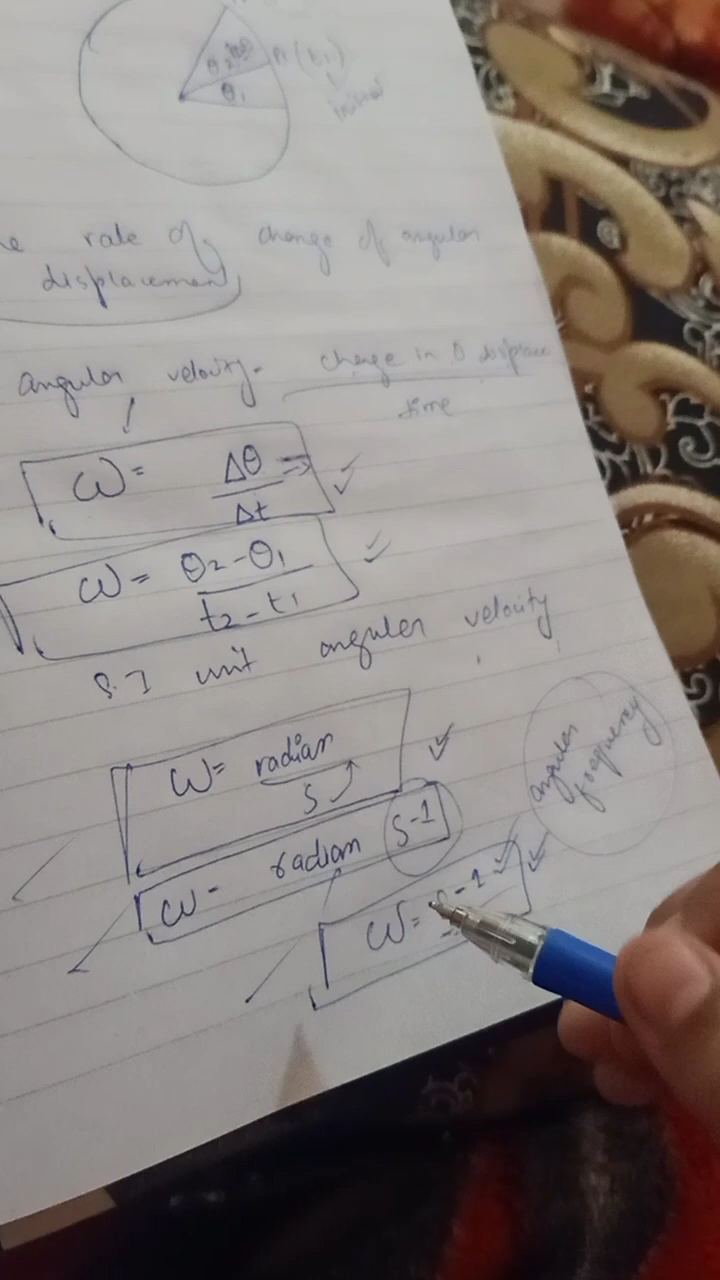 θ2
θ1
(t1)
rate of change of angular
displacement
angular velocity = change in θ displace
time
ω = Δθ
Δt
ω = θ2-θ1
t2-t1
S.I unit angular velocity
ω = radian
s
angular
frequency
ω = radian s-1
ω = -1